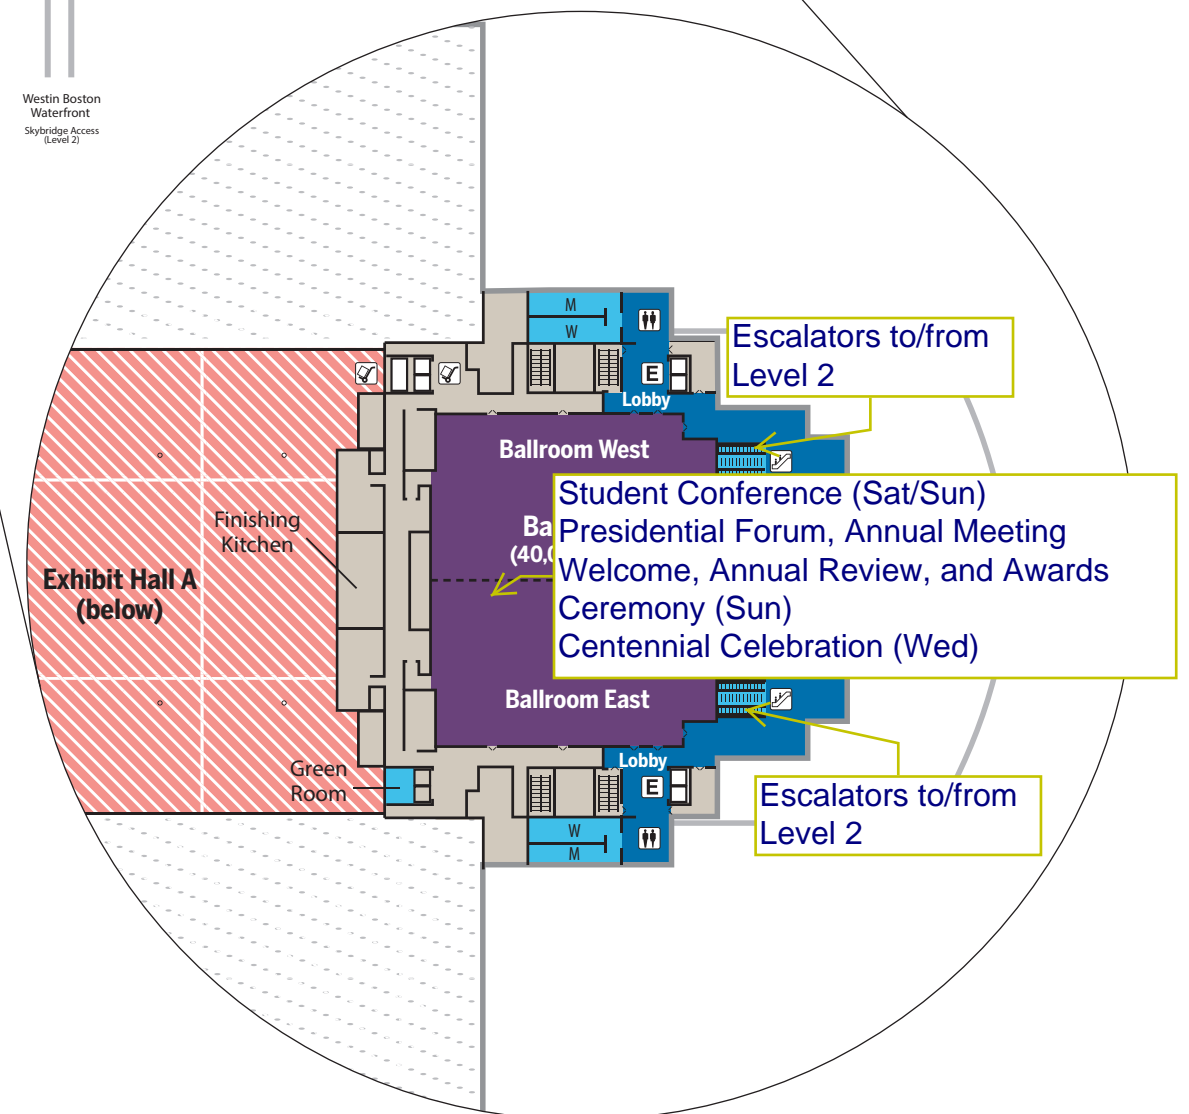 Westin Boston
Waterfront
Skybridge Access
(Level 2)
M
W
E
Lobby
Escalators to/from
Level 2
Ballroom West
Student Conference (Sat/Sun)
Presidential Forum, Annual Meeting
Welcome, Annual Review, and Awards
Ceremony (Sun)
Centennial Celebration (Wed)
Finishing
Kitchen
Exhibit Hall A
(below)
Ballroom East
Green
Room
Lobby
E
Escalators to/from
Level 2
W
M